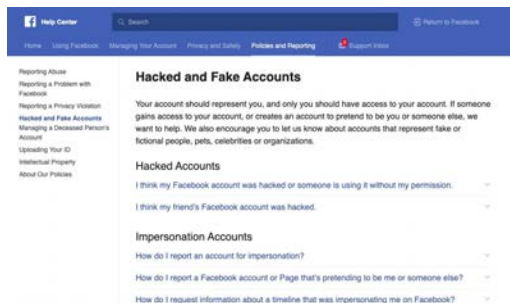 Help Center
Search
Return to Facebook
Home Using Facebook Managing Your Account Privacy and Safety Policies and Reporting Support Inbox
Reporting Abuse
Reporting a Problem with
Facebook
Reporting a Privacy Violation
Hacked and Fake Accounts
Managing a Deceased Person's
Account
Uploading Your ID
Intellectual Property
About Our Policies
Hacked and Fake Accounts
Your account should represent you, and only you should have access to your account. If someone
gains access to your account, or creates an account to pretend to be you or someone else, we
want to help. We also encourage you to let us know about accounts that represent fake or
fictional people, pets, celebrities or organizations.
Hacked Accounts
I think my Facebook account was hacked or someone is using it without my permission.
I think my friend's Facebook account was hacked.
Impersonation Accounts
How do I report an account for impersonation?
How do I report a Facebook account or Page that's pretending to be me or someone else?
How do I request information about a timeline that was impersonating me on Facebook?